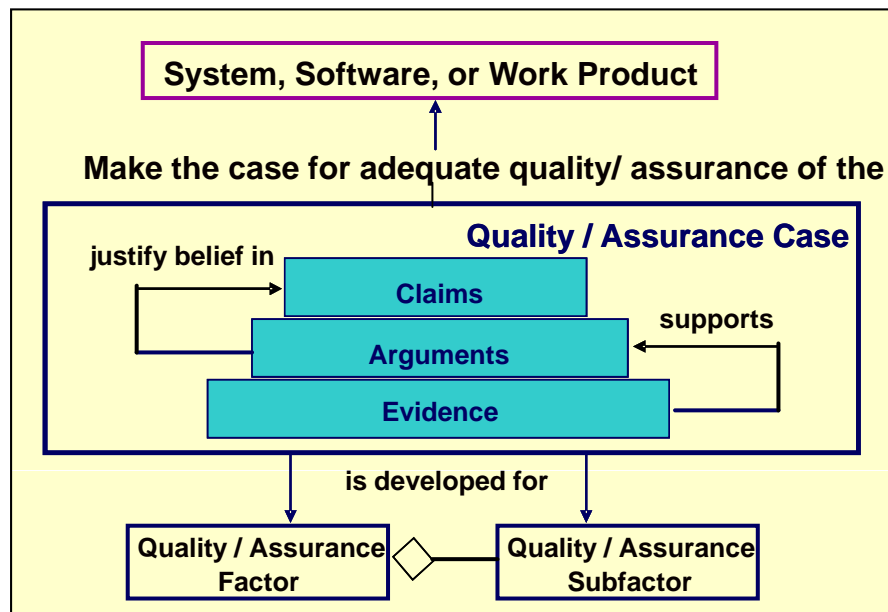 System, Software, or Work Product
Make the case for adequate quality/ assurance of the
Quality / Assurance Case
justify belief in
Claims
supports
Arguments
Evidence
is developed for
Quality / Assurance
Factor
Quality / Assurance
Subfactor